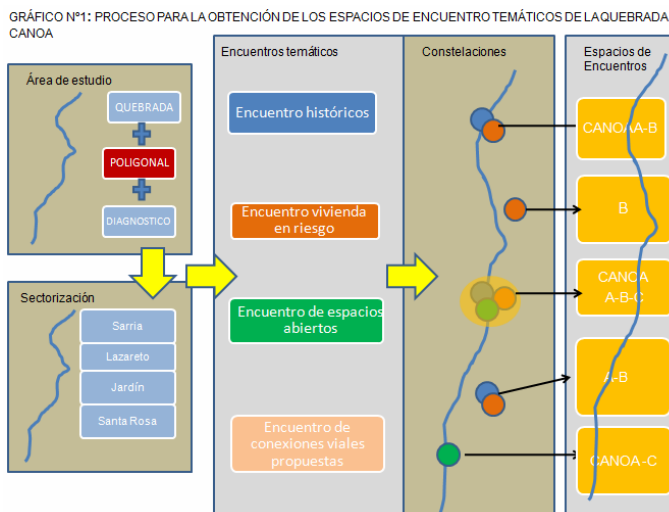 GRÁFICO Nº1: PROCESO PARA LA OBTENCIÓN DE LOS ESPACIOS DE ENCUENTRO TEMÁTICOS DE LA QUEBRADA
CANOA
Área de estudio
QUEBRADA
POLIGONAL
DIAGNOSTICO
Sectorización
Sarria
Lazareto
Jardín
Santa Rosa
Encuentros temáticos
Encuentro históricos
Encuentro vivienda
en riesgo
Encuentro de espacios
abiertos
Encuentro de
conexiones viales
propuestas
Constelaciones
Espacios de
Encuentros
CANOA A-B
B
CANOA
A-B-C
A-B
CANOA-C